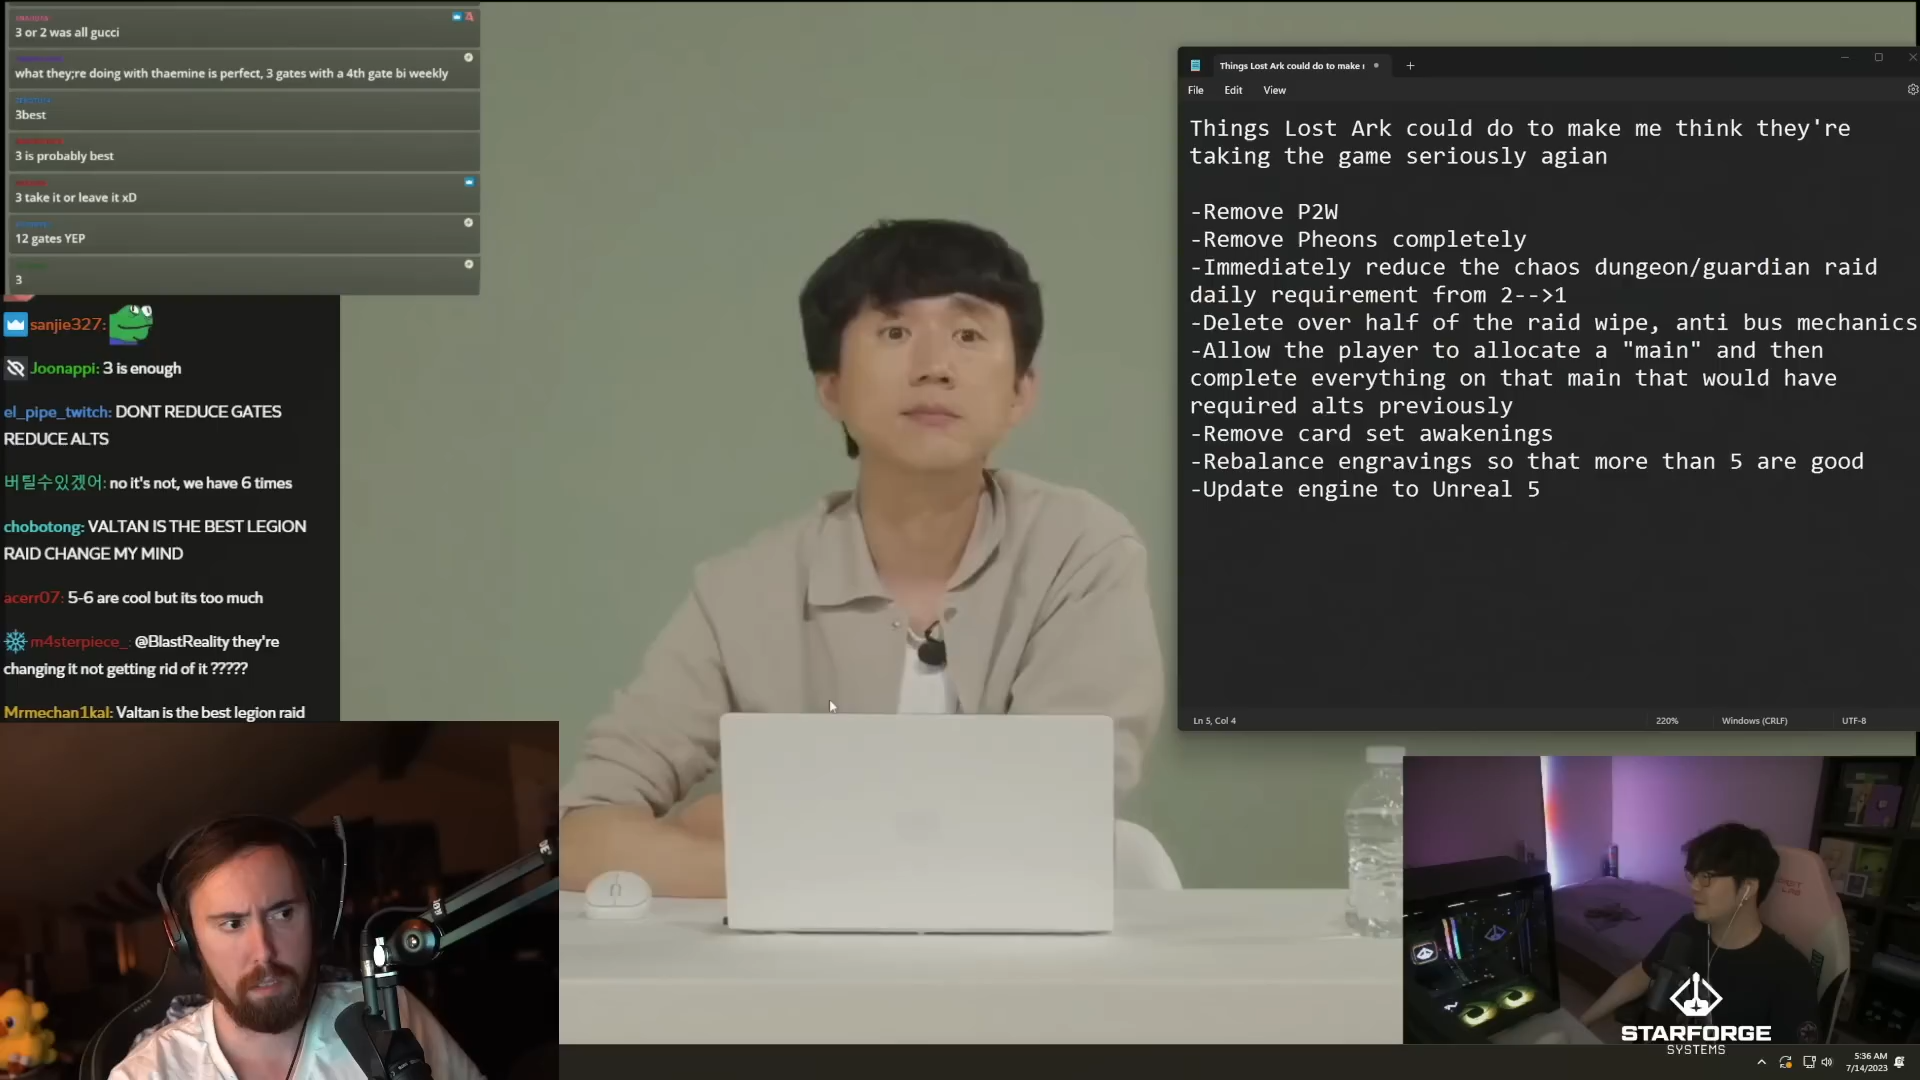 3 or 2 was all gucci
what they;re doing with thaemine is perfect, 3 gates with a 4th gate bi weekly
3best
3 is probably best
3 take it or leave it xD
12 gates YEP
3
sanjie327:
Joonappi: 3 is enough
el_pipe_twitch: DONT REDUCE GATES
REDUCE ALTS
버틸수있겠어: no it's not, we have 6 times
chobotong: VALTAN IS THE BEST LEGION
RAID CHANGE MY MIND
acerr07: 5-6 are cool but its too much
m4sterpiece_: @BlastReality they're
changing it not getting rid of it ?????
Mrmechan1kal: Valtan is the best legion raid
Things Lost Ark could do to make
File Edit View
Things Lost Ark could do to make me think they're
taking the game seriously agian
-Remove P2W
-Remove Pheons completely
-Immediately reduce the chaos dungeon/guardian raid
daily requirement from 2-->1
-Delete over half of the raid wipe, anti bus mechanics
-Allow the player to allocate a "main" and then
complete everything on that main that would have
required alts previously
-Remove card set awakenings
-Rebalance engravings so that more than 5 are good
-Update engine to Unreal 5
Ln 5, Col 4 220% Windows (CRLF) UTF-8
STARFORGE
SYSTEMS
5:36 AM
7/14/2023